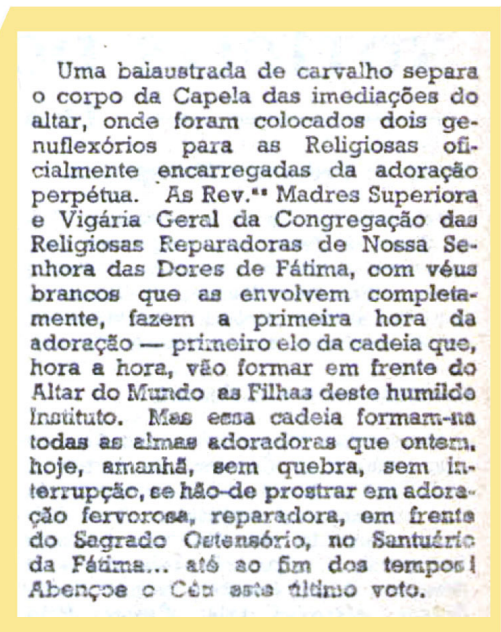 Uma balaustrada de carvalho separa
o corpo da Capela das imediações do
altar, onde foram colocados dois ge-
nuflexórios para as Religiosas ofi-
cialmente encarregadas da adoração
perpétua. As Rev.ªˢ Madres Superiora
e Vigária Geral da Congregação das
Religiosas Reparadoras de Nossa Se-
nhora das Dores de Fátima, com véus
brancos que as envolvem completa-
mente, fazem a primeira hora da
adoração — primeiro elo da cadeia que,
hora a hora, vão formar em frente do
Altar do Mundo as Filhas deste humilde
Instituto. Mas essa cadeia formam-na
todas as almas adoradoras que ontem,
hoje, amanhã, sem quebra, sem in-
terrupção, se hão-de prostrar em adora-
ção fervorosa, reparadora, em frente
do Sagrado Ostensório, no Santuário
da Fátima... até ao fim dos tempos!
Abençoe o Céu este último voto.